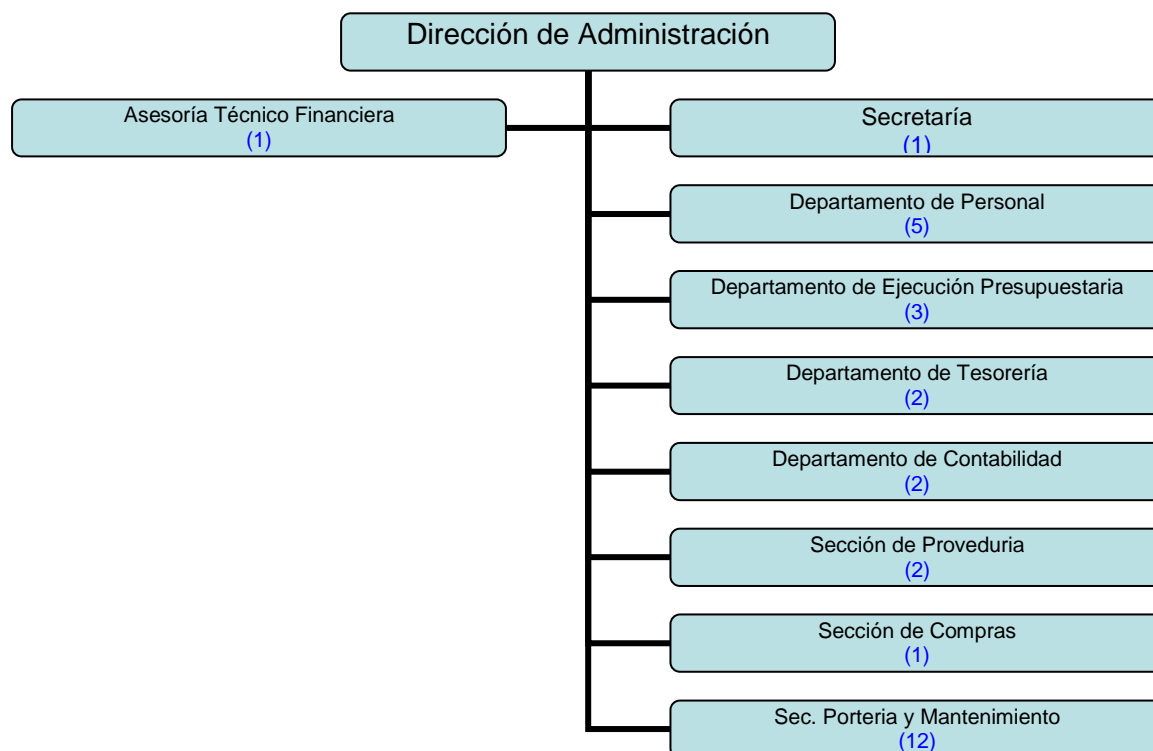 Dirección de Administración
Asesoría Técnico Financiera
(1)
Secretaría
(1)
Departamento de Personal
(5)
Departamento de Ejecución Presupuestaria
(3)
Departamento de Tesorería
(2)
Departamento de Contabilidad
(2)
Sección de Proveduria
(2)
Sección de Compras
(1)
Sec. Porteria y Mantenimiento
(12)